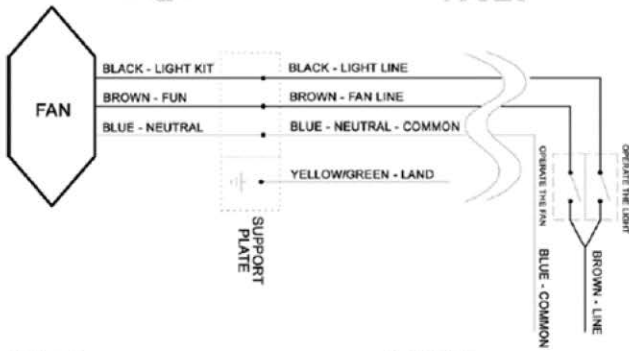 BLACK - LIGHT KIT
BLACK - LIGHT LINE
BROWN - FUN
BROWN - FAN LINE
FAN
BLUE - NEUTRAL
BLUE - NEUTRAL - COMMON
YELLOW/GREEN - LAND
SUPPORT
PLATE
OPERATE THE FAN
OPERATE THE LIGHT
BLUE - COMMON
BROWN - LINE